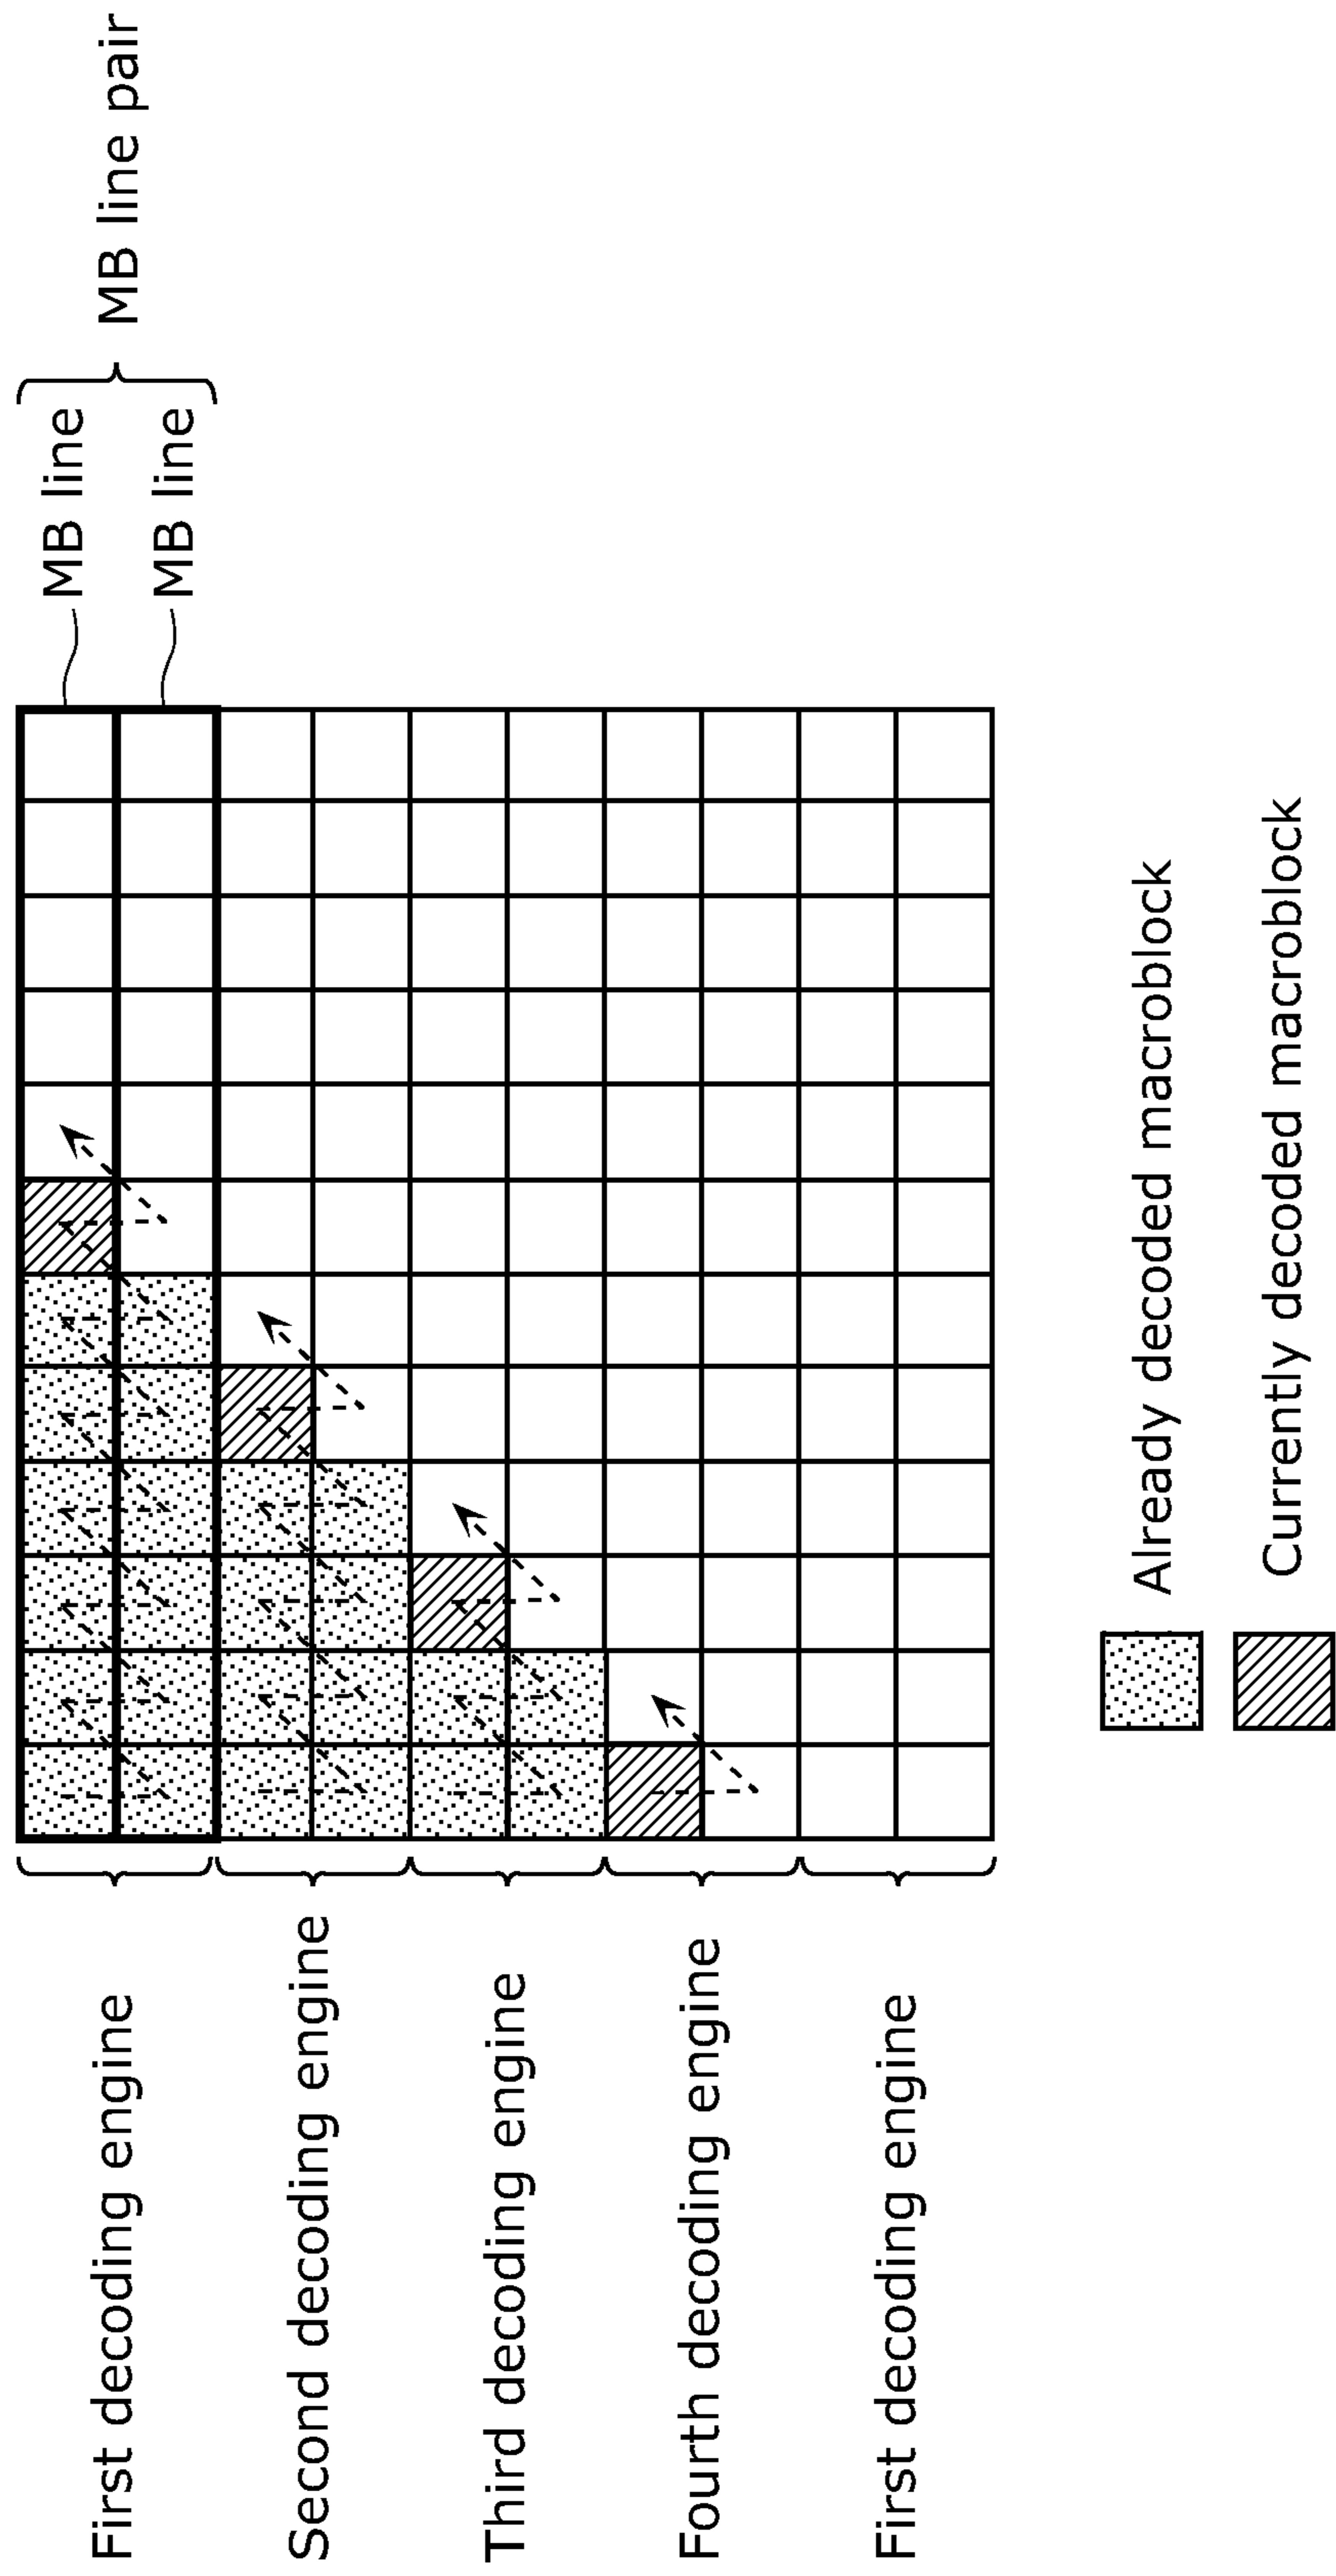 MB line
MB line
MB line pair
First decoding engine
Second decoding engine
Third decoding engine
Fourth decoding engine
First decoding engine
Already decoded macroblock
Currently decoded macroblock